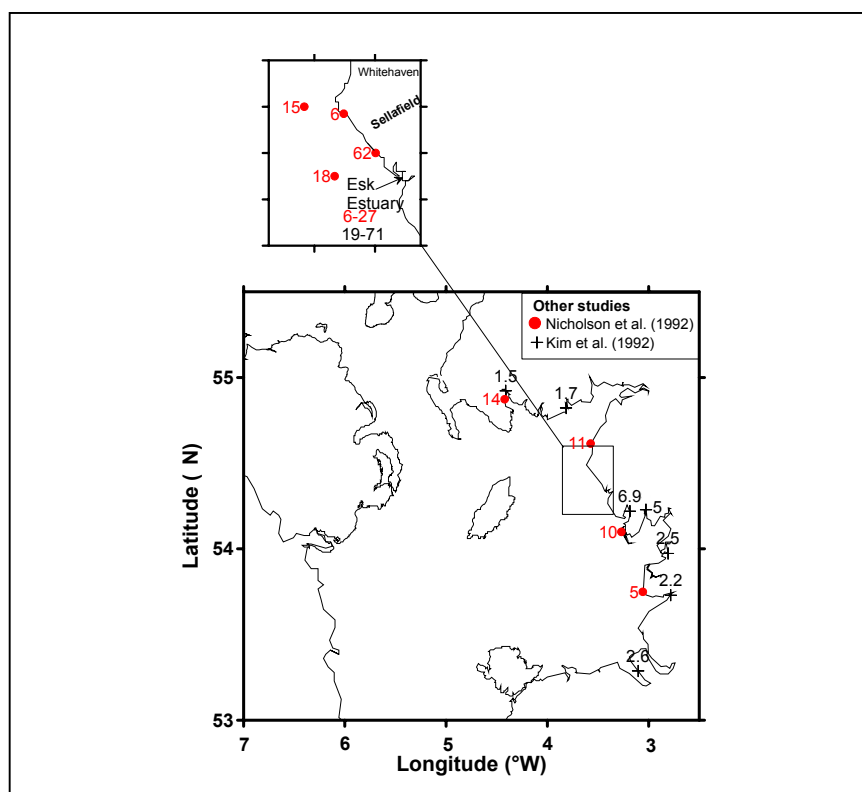 Whitehaven
15
6
Sellafield
62
18
Esk
Estuary
6-27
19-71
Other studies
Nicholson et al. (1992)
Kim et al. (1992)
55
1.5
1.7
14
11
6.9
5
10
54
2.5
5
2.2
2.6
53
7
6
5
4
3
Latitude ( N)
Longitude (°W)